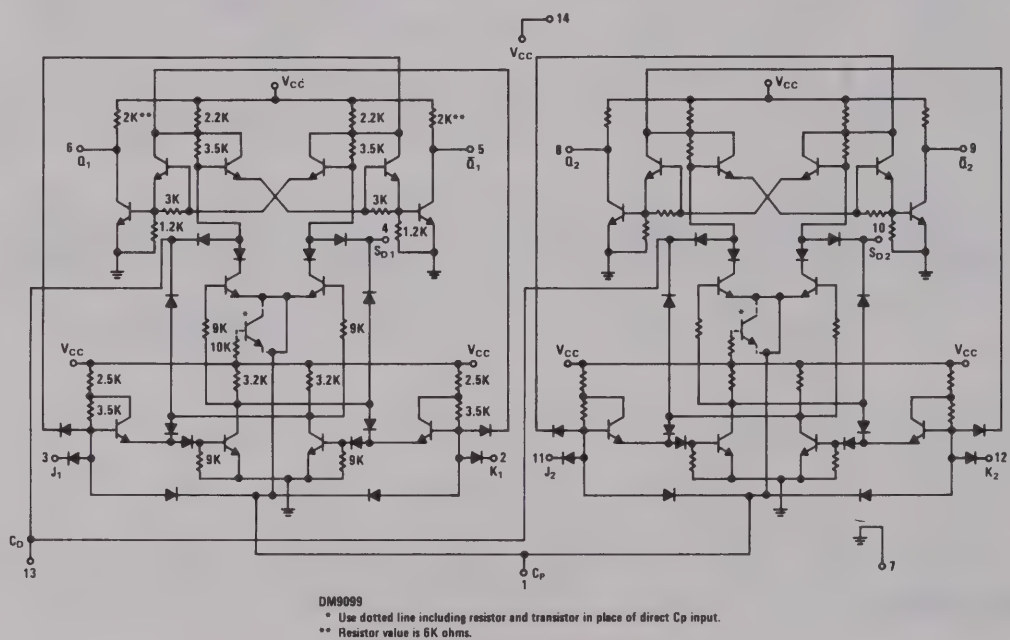 14
VCC
VCC
VCC
2K** 2.2K 2.2K 2K**
3.5K 3.5K
6 5 8 9
Q1 Q̄1 Q2 Q̄2
3K 3K
1.2K 4 1.2K 10
SD1 SD2
* *
9K 9K
10K
VCC VCC VCC VCC
2.5K 3.2K 3.2K 2.5K
3.5K 3.5K
9K 9K
3 2 11 12
J1 K1 J2 K2
CD
13
CP
1
7
DM9099
* Use dotted line including resistor and transistor in place of direct Cp input.
** Resistor value is 6K ohms.